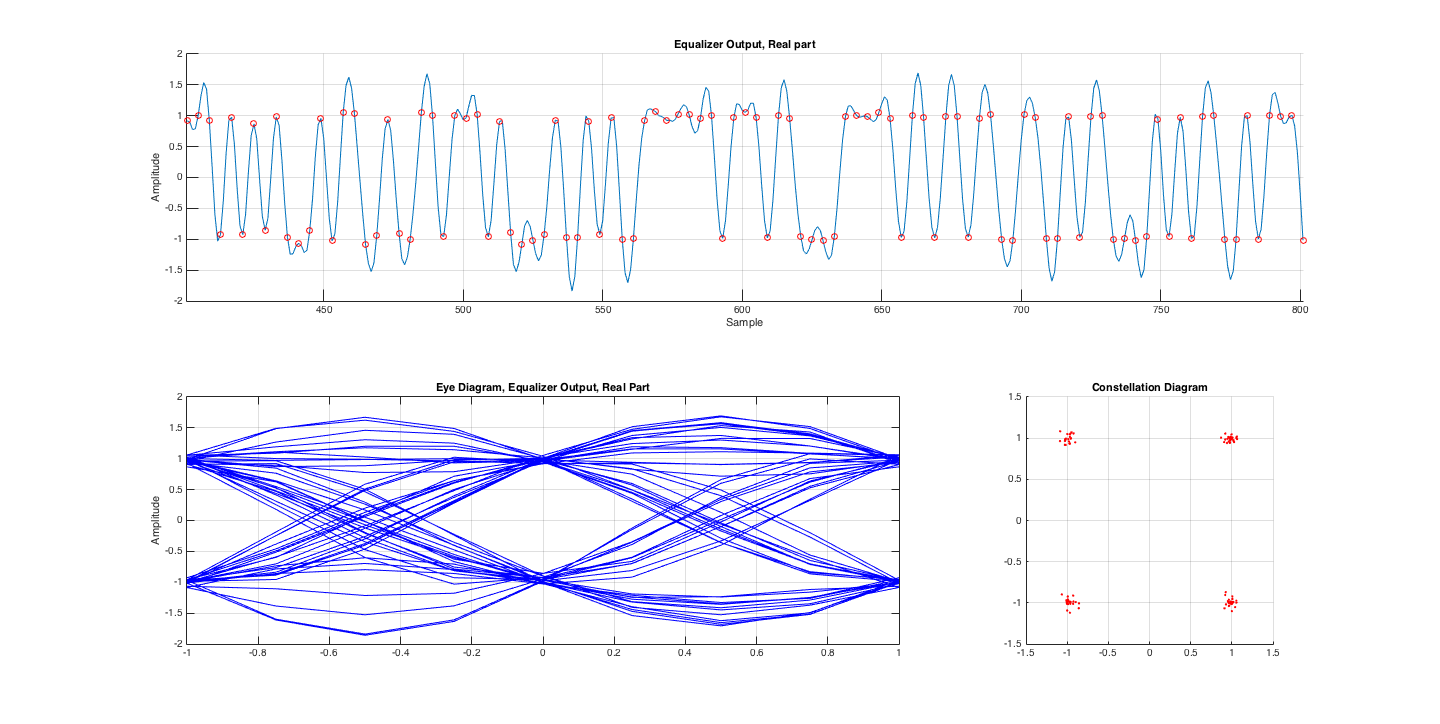 Equalizer Output, Real part
2
1.5
1
0.5
0
-0.5
-1
-1.5
-2
Amplitude
450 500 550 600 650 700 750 800
Sample
Eye Diagram, Equalizer Output, Real Part
2
1.5
1
0.5
0
-0.5
-1
-1.5
-2
Amplitude
-1 -0.8 -0.6 -0.4 -0.2 0 0.2 0.4 0.6 0.8 1
Constellation Diagram
1.5
1
0.5
0
-0.5
-1
-1.5
-1.5 -1 -0.5 0 0.5 1 1.5